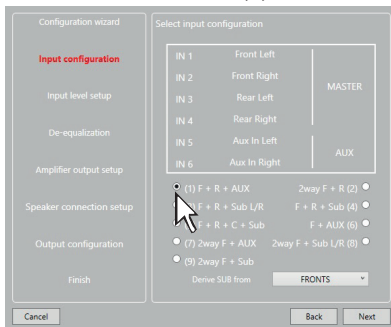 Configuration wizard
Input configuration
Input level setup
De-equalization
Amplifier output setup
Speaker connection setup
Output configuration
Finish
Select input configuration
IN 1 Front Left
IN 2 Front Right
IN 3 Rear Left
IN 4 Rear Right
MASTER
IN 5 Aux In Left
IN 6 Aux In Right
AUX
(1) F + R + AUX 2way F + R (2)
F + R + Sub L/R F + R + Sub (4)
F + R + C + Sub F + AUX (6)
(7) 2way F + AUX 2way F + Sub L/R (8)
(9) 2way F + Sub
Derive SUB from FRONTS
Cancel Back Next